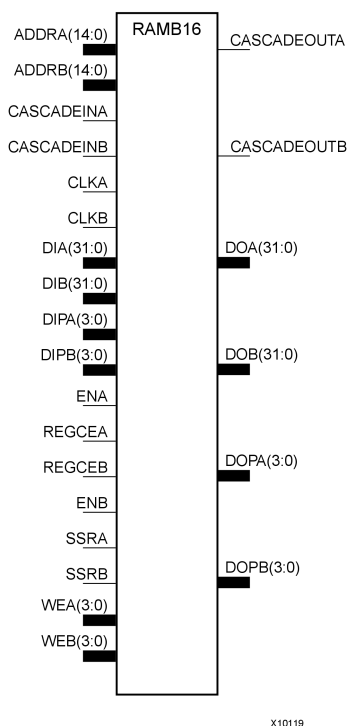 RAMB16
ADDRA(14:0)
CASCADEOUTA
ADDRB(14:0)
CASCADEINA
CASCADEINB
CASCADEOUTB
CLKA
CLKB
DIA(31:0)
DOA(31:0)
DIB(31:0)
DIPA(3:0)
DIPB(3:0)
DOB(31:0)
ENA
REGCEA
REGCEB
DOPA(3:0)
ENB
SSRA
SSRB
DOPB(3:0)
WEA(3:0)
WEB(3:0)
X10119